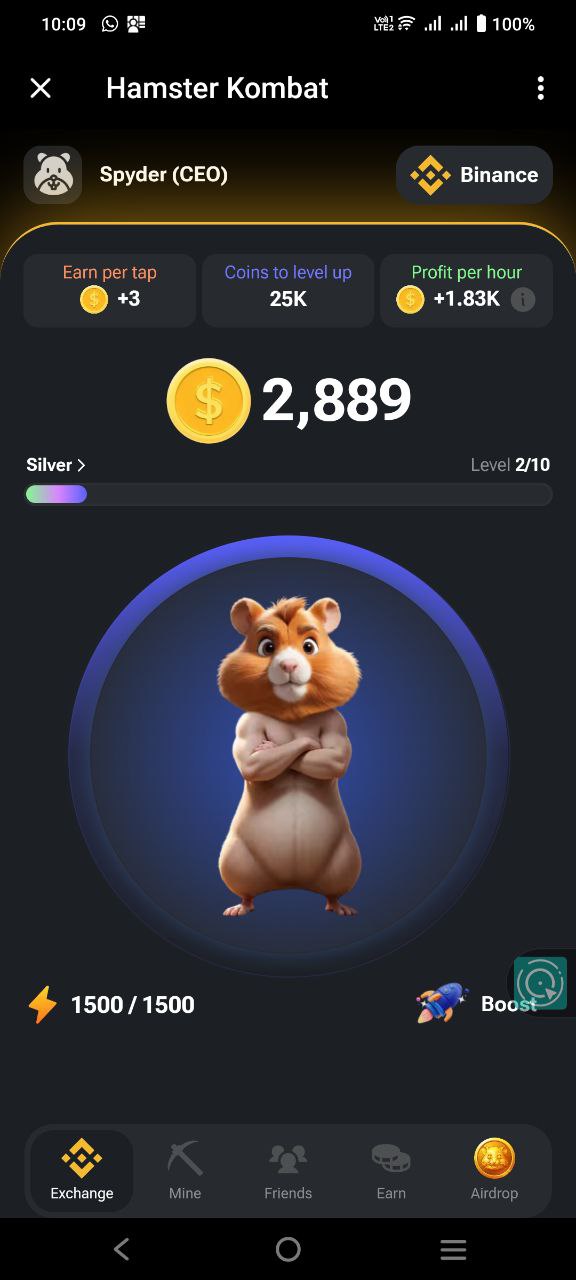 10:09
Vo)) 1
LTE2
100%
Hamster Kombat
Spyder (CEO)
Binance
Earn per tap
Coins to level up
Profit per hour
+3
25K
+1.83K
i
$ 2,889
Silver >
Level 2/10
1500 / 1500
Boost
Exchange
Mine
Friends
Earn
Airdrop